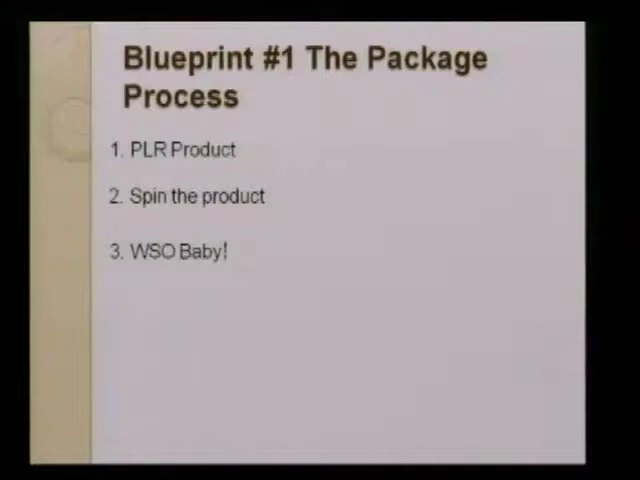 Blueprint #1 The Package
Process
1. PLR Product
2. Spin the product
3. WSO Baby!